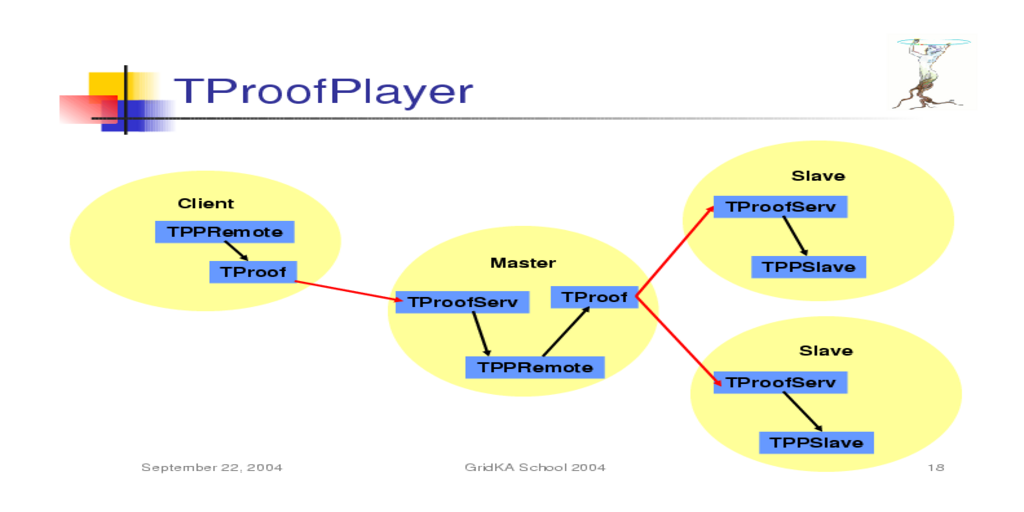 TProofPlayer
Client
TPPRemote
TProof
Master
TProofServ
TProof
TPPRemote
Slave
TProofServ
TPPSlave
Slave
TProofServ
TPPSlave
September 22, 2004
GridKA School 2004
18